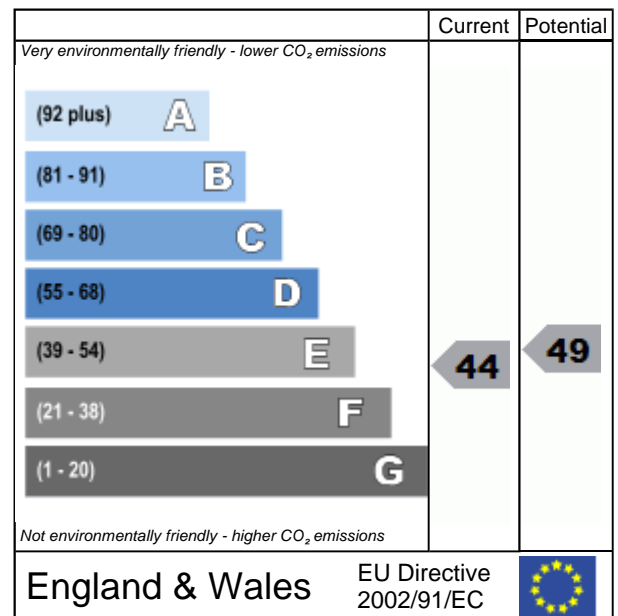 Current Potential
Very environmentally friendly - lower CO₂ emissions
(92 plus) A
(81 - 91) B
(69 - 80) C
(55 - 68) D
(39 - 54) E
44
49
(21 - 38) F
(1 - 20) G
Not environmentally friendly - higher CO₂ emissions
England & Wales
EU Directive
2002/91/EC